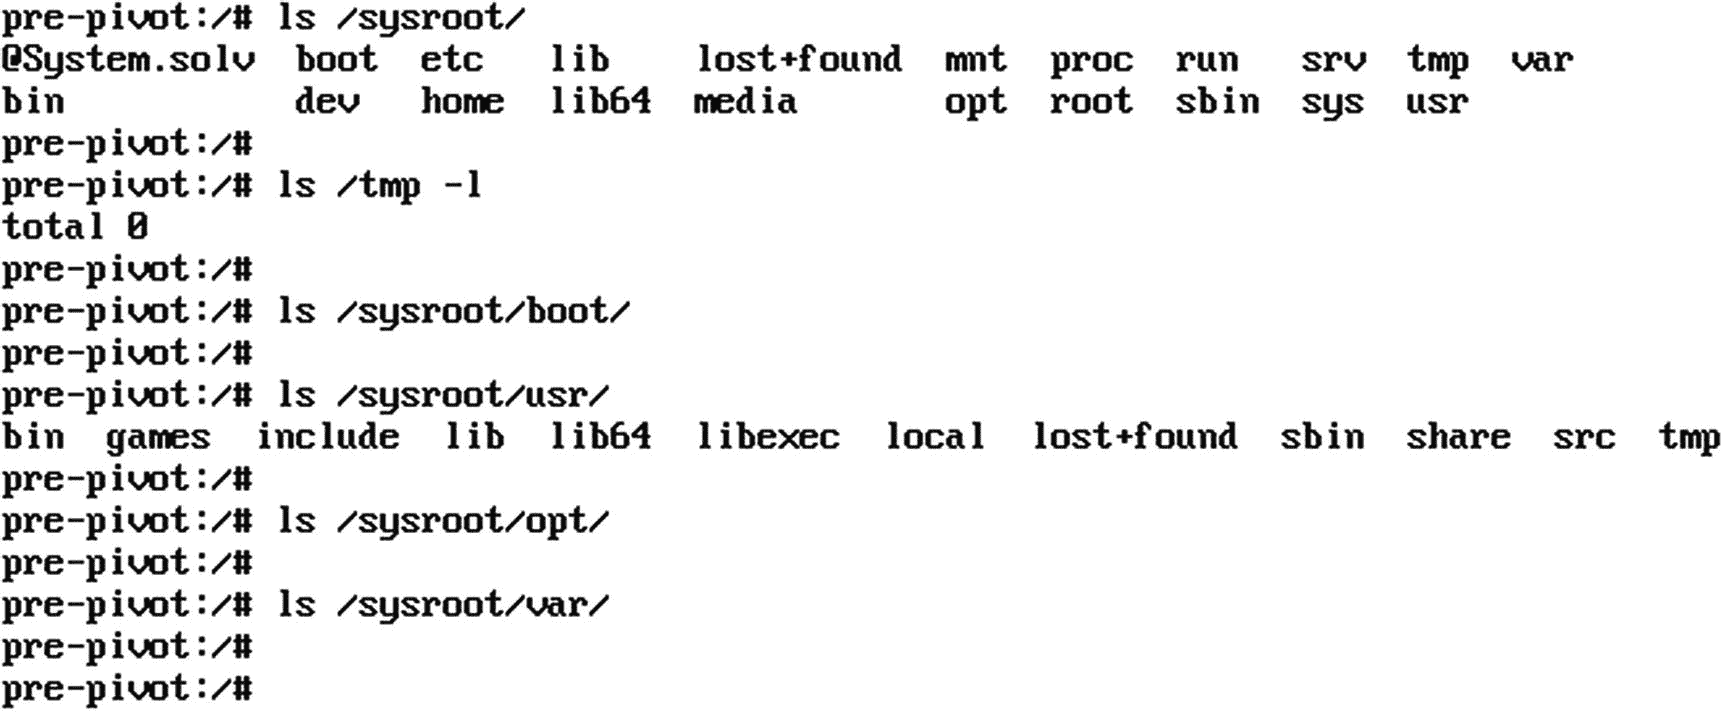 pre-pivot:/# ls /sysroot/
@System.solv  boot  etc   lib    lost+found  mnt  proc  run   srv  tmp  var
bin           dev   home  lib64  media       opt  root  sbin  sys  usr
pre-pivot:/#
pre-pivot:/# ls /tmp -l
total 0
pre-pivot:/#
pre-pivot:/# ls /sysroot/boot/
pre-pivot:/#
pre-pivot:/# ls /sysroot/usr/
bin  games  include  lib  lib64  libexec  local  lost+found  sbin  share  src  tmp
pre-pivot:/#
pre-pivot:/# ls /sysroot/opt/
pre-pivot:/#
pre-pivot:/# ls /sysroot/var/
pre-pivot:/#
pre-pivot:/#